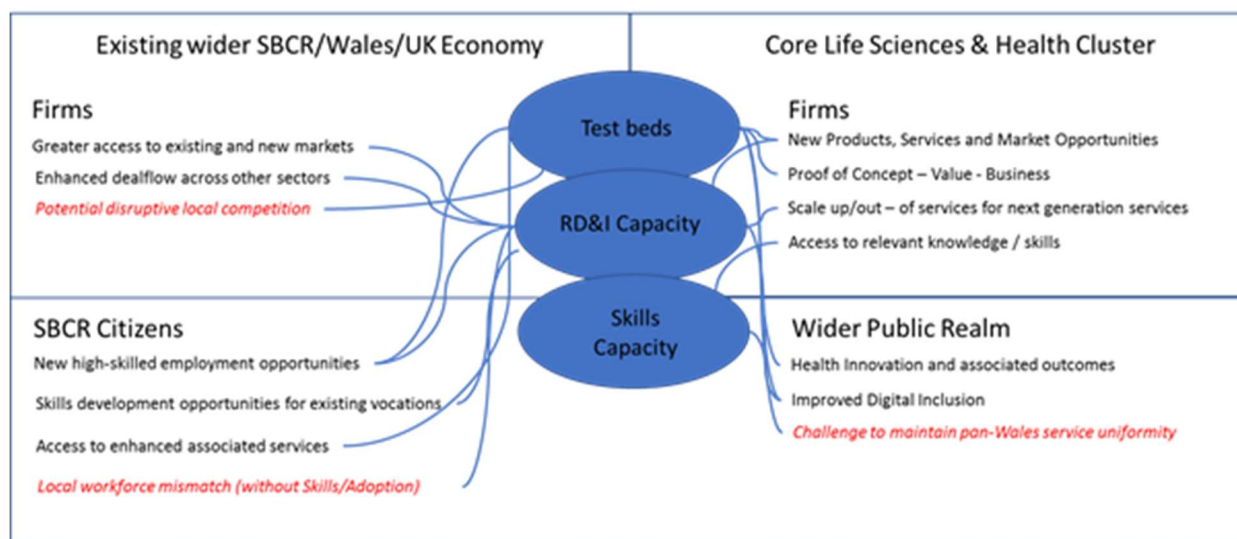 Existing wider SBCR/Wales/UK Economy
Firms
Greater access to existing and new markets
Enhanced dealflow across other sectors
Potential disruptive local competition
Core Life Sciences & Health Cluster
Firms
New Products, Services and Market Opportunities
Proof of Concept – Value - Business
Scale up/out – of services for next generation services
Access to relevant knowledge / skills
Test beds
RD&I Capacity
Skills
Capacity
SBCR Citizens
New high-skilled employment opportunities
Skills development opportunities for existing vocations
Access to enhanced associated services
Local workforce mismatch (without Skills/Adoption)
Wider Public Realm
Health Innovation and associated outcomes
Improved Digital Inclusion
Challenge to maintain pan-Wales service uniformity